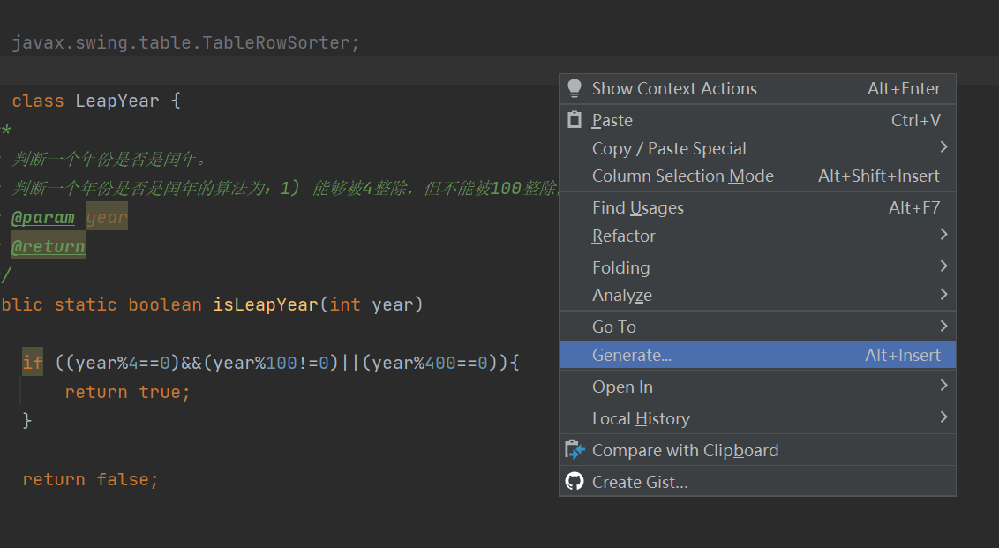 javax.swing.table.TableRowSorter;
class LeapYear {
*
判断一个年份是否是闰年。
判断一个年份是否是闰年的算法为：1） 能够被4整除，但不能被100整除
@param year
@return
*/
blic static boolean isLeapYear(int year)
if ((year%4==0)&&(year%100!=0)||(year%400==0)){
return true;
}
return false;
Show Context Actions Alt+Enter
Paste Ctrl+V
Copy / Paste Special
Column Selection Mode Alt+Shift+Insert
Find Usages Alt+F7
Refactor
Folding
Analyze
Go To
Generate... Alt+Insert
Open In
Local History
Compare with Clipboard
Create Gist...